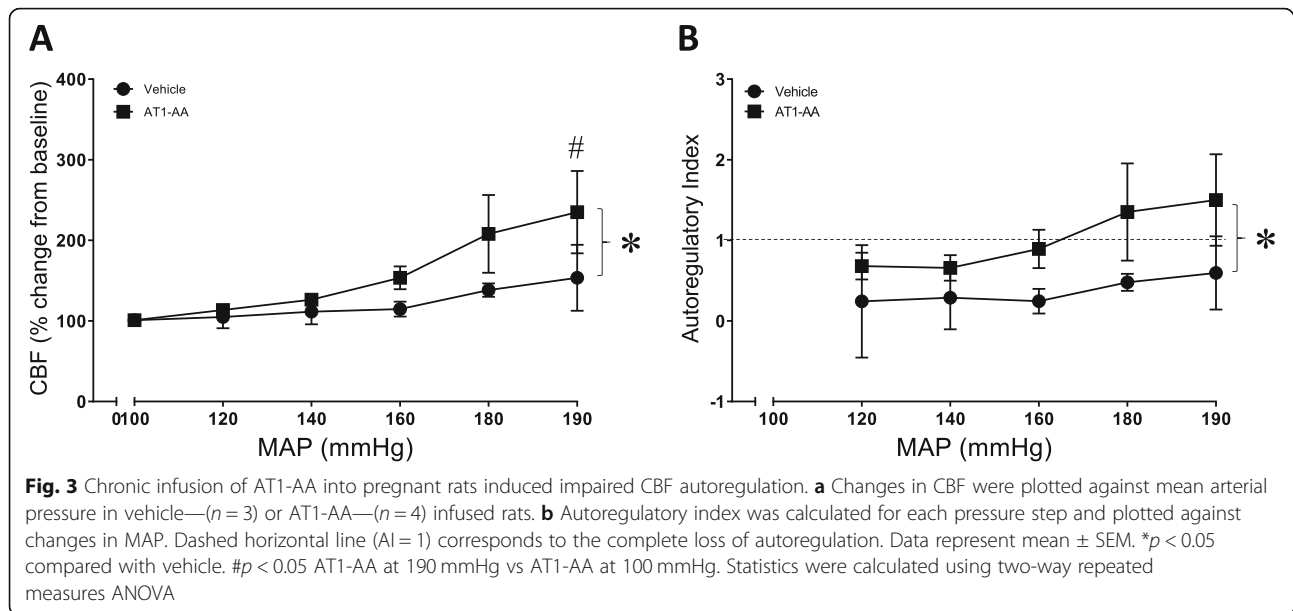 A
B
CBF (% change from baseline)
400
300
200
100
0
Vehicle
AT1-AA
#
*
0 100 120 140 160 180 190
MAP (mmHg)
Autoregulatory Index
3
2
1
0
-1
Vehicle
AT1-AA
*
100 120 140 160 180 190
MAP (mmHg)
Fig. 3 Chronic infusion of AT1-AA into pregnant rats induced impaired CBF autoregulation. a Changes in CBF were plotted against mean arterial
pressure in vehicle—(n = 3) or AT1-AA—(n = 4) infused rats. b Autoregulatory index was calculated for each pressure step and plotted against
changes in MAP. Dashed horizontal line (AI = 1) corresponds to the complete loss of autoregulation. Data represent mean ± SEM. *p < 0.05
compared with vehicle. #p < 0.05 AT1-AA at 190 mmHg vs AT1-AA at 100 mmHg. Statistics were calculated using two-way repeated
measures ANOVA